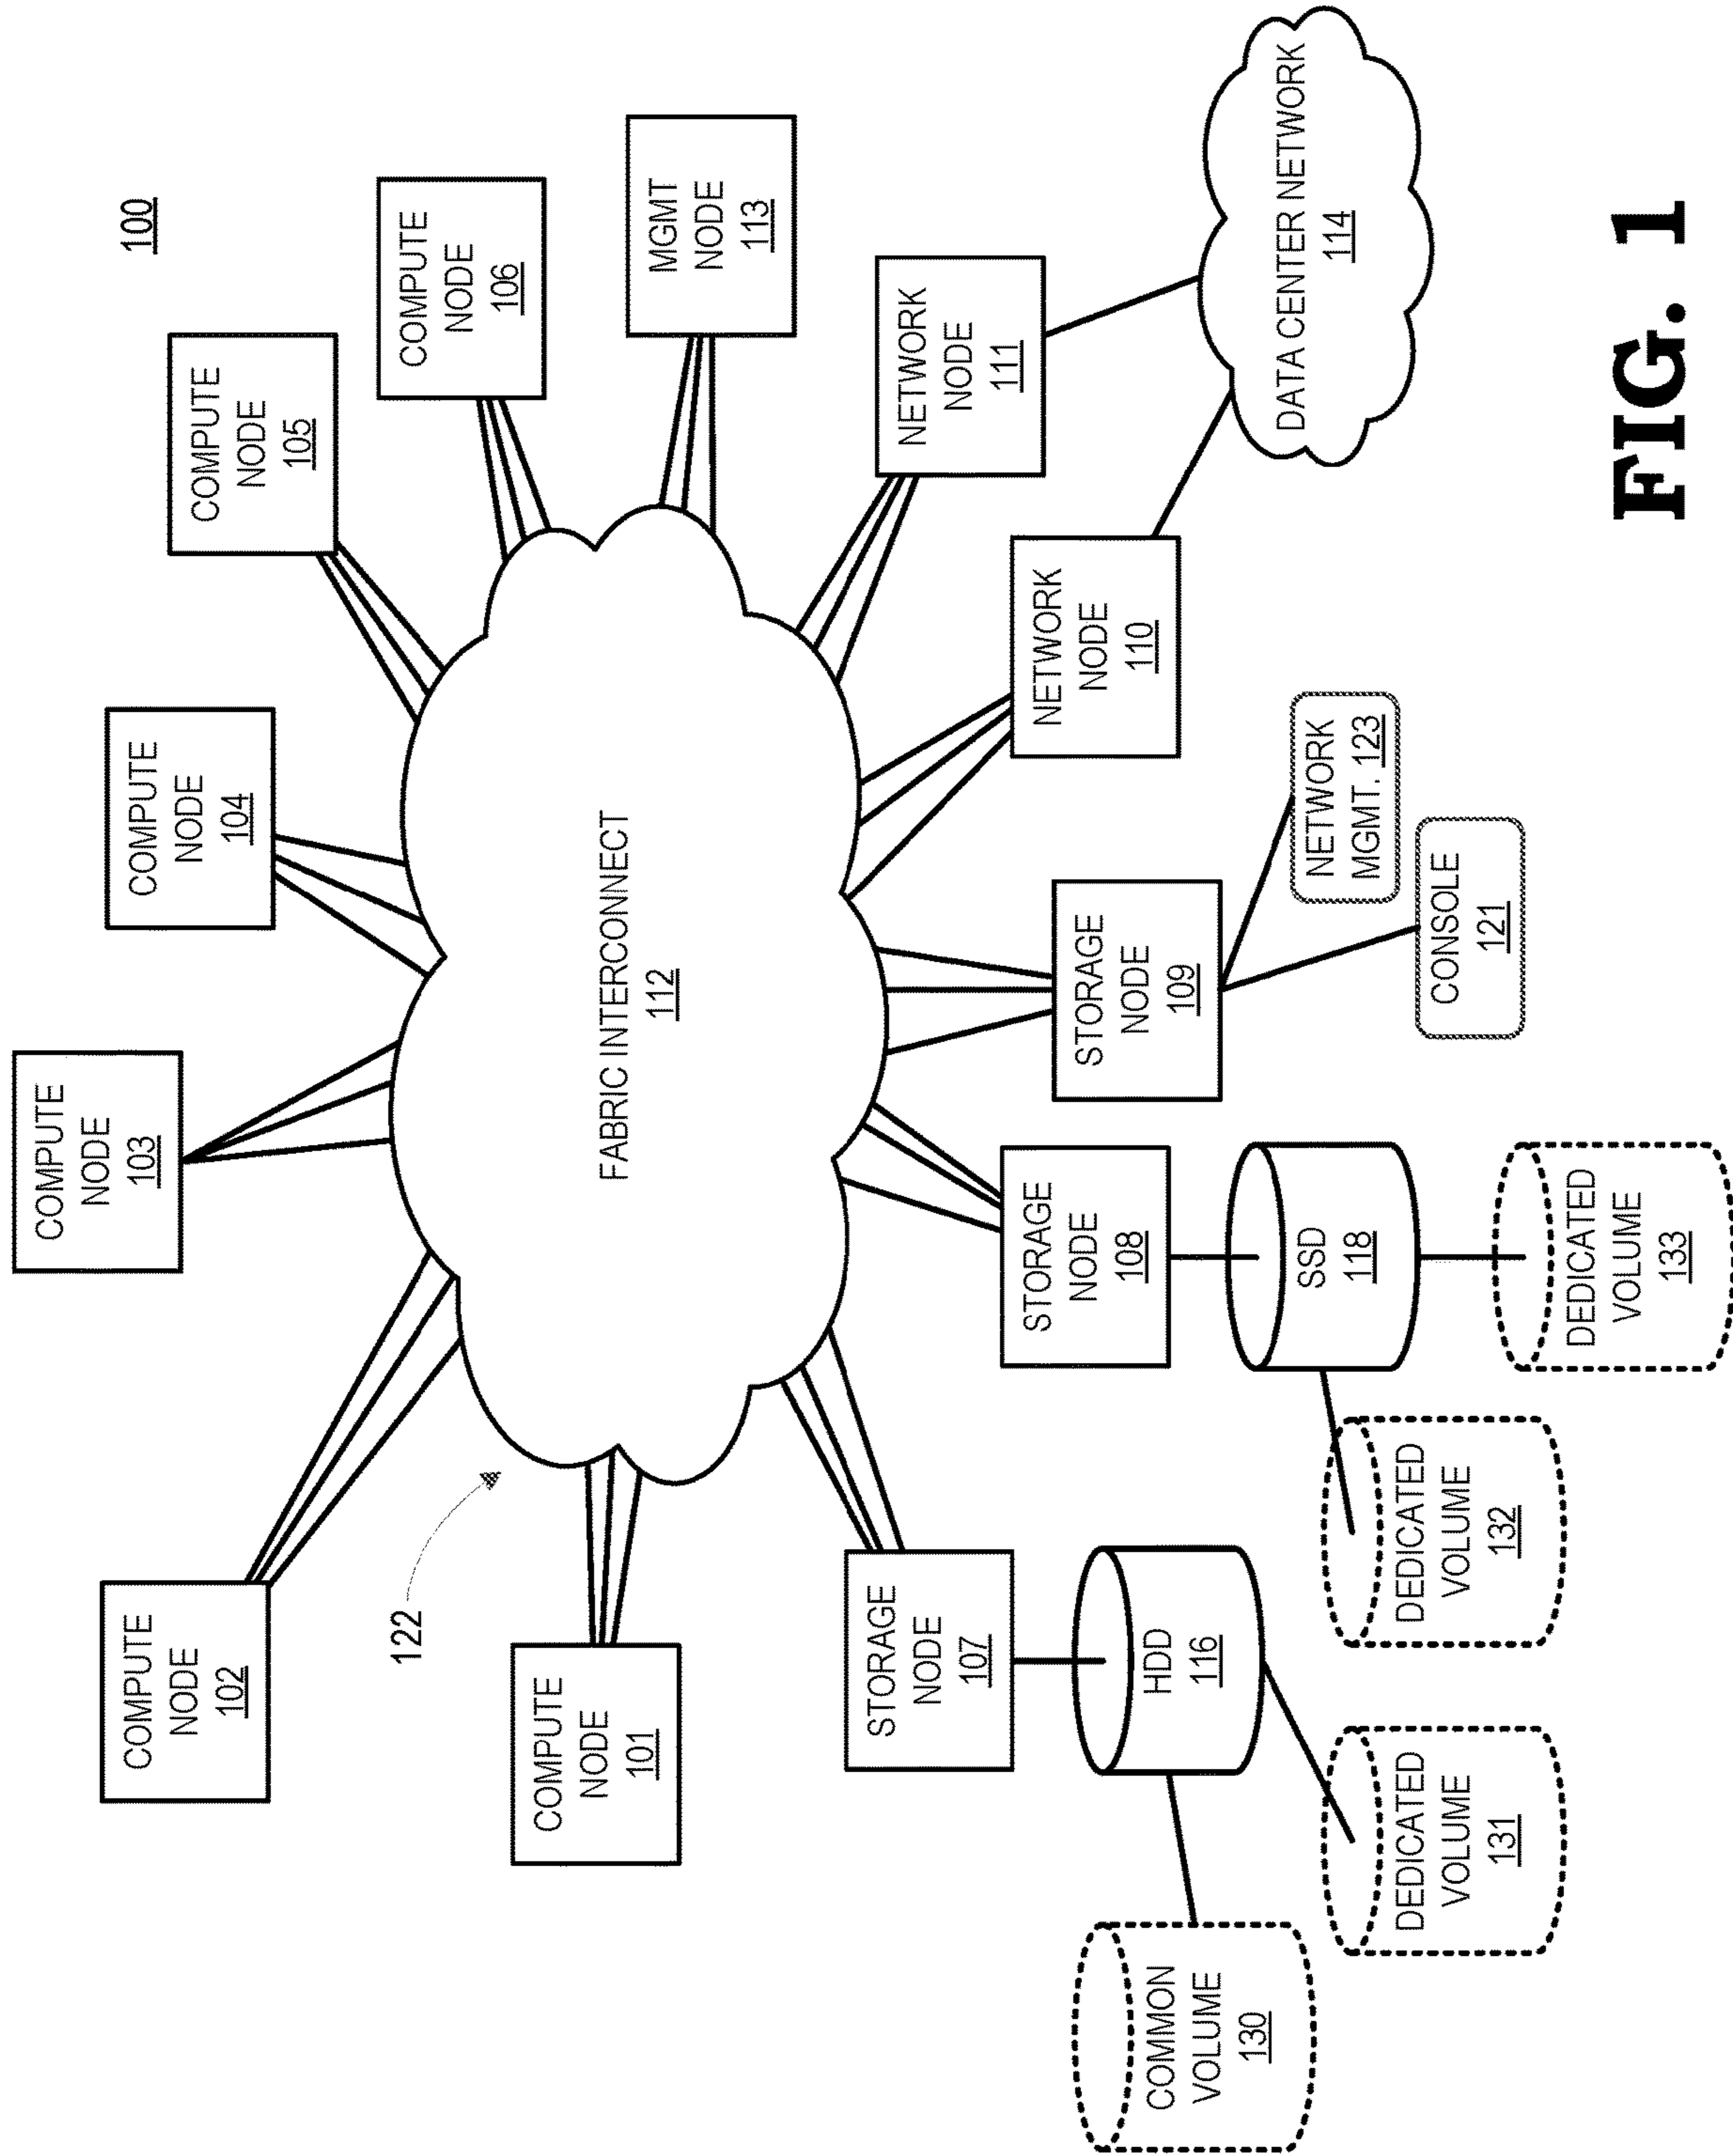 100
COMPUTE
NODE
102
COMPUTE
NODE
103
COMPUTE
NODE
104
COMPUTE
NODE
105
COMPUTE
NODE
106
122
COMPUTE
NODE
101
FABRIC INTERCONNECT
112
MGMT
NODE
113
STORAGE
NODE
107
STORAGE
NODE
108
STORAGE
NODE
109
NETWORK
NODE
110
NETWORK
NODE
111
COMMON
VOLUME
130
HDD
116
DEDICATED
VOLUME
131
DEDICATED
VOLUME
132
SSD
118
DEDICATED
VOLUME
133
CONSOLE
121
NETWORK
MGMT. 123
DATA CENTER NETWORK
114
FIG. 1